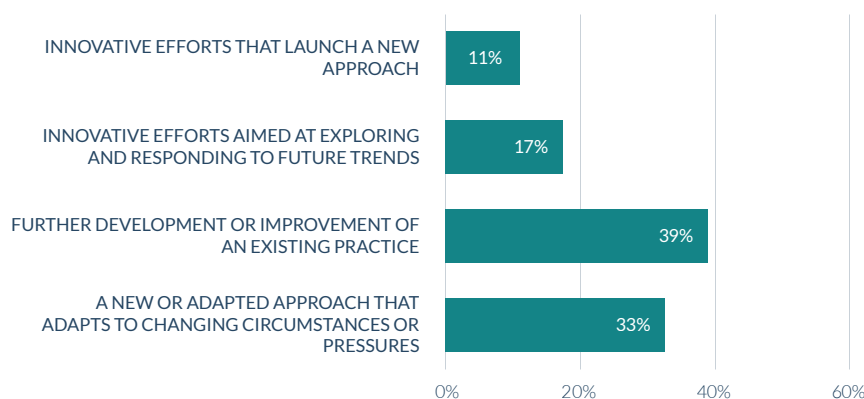 INNOVATIVE EFFORTS THAT LAUNCH A NEW
APPROACH
11%
INNOVATIVE EFFORTS AIMED AT EXPLORING
AND RESPONDING TO FUTURE TRENDS
17%
FURTHER DEVELOPMENT OR IMPROVEMENT OF
AN EXISTING PRACTICE
39%
A NEW OR ADAPTED APPROACH THAT
ADAPTS TO CHANGING CIRCUMSTANCES OR
PRESSURES
33%
0% 20% 40% 60%